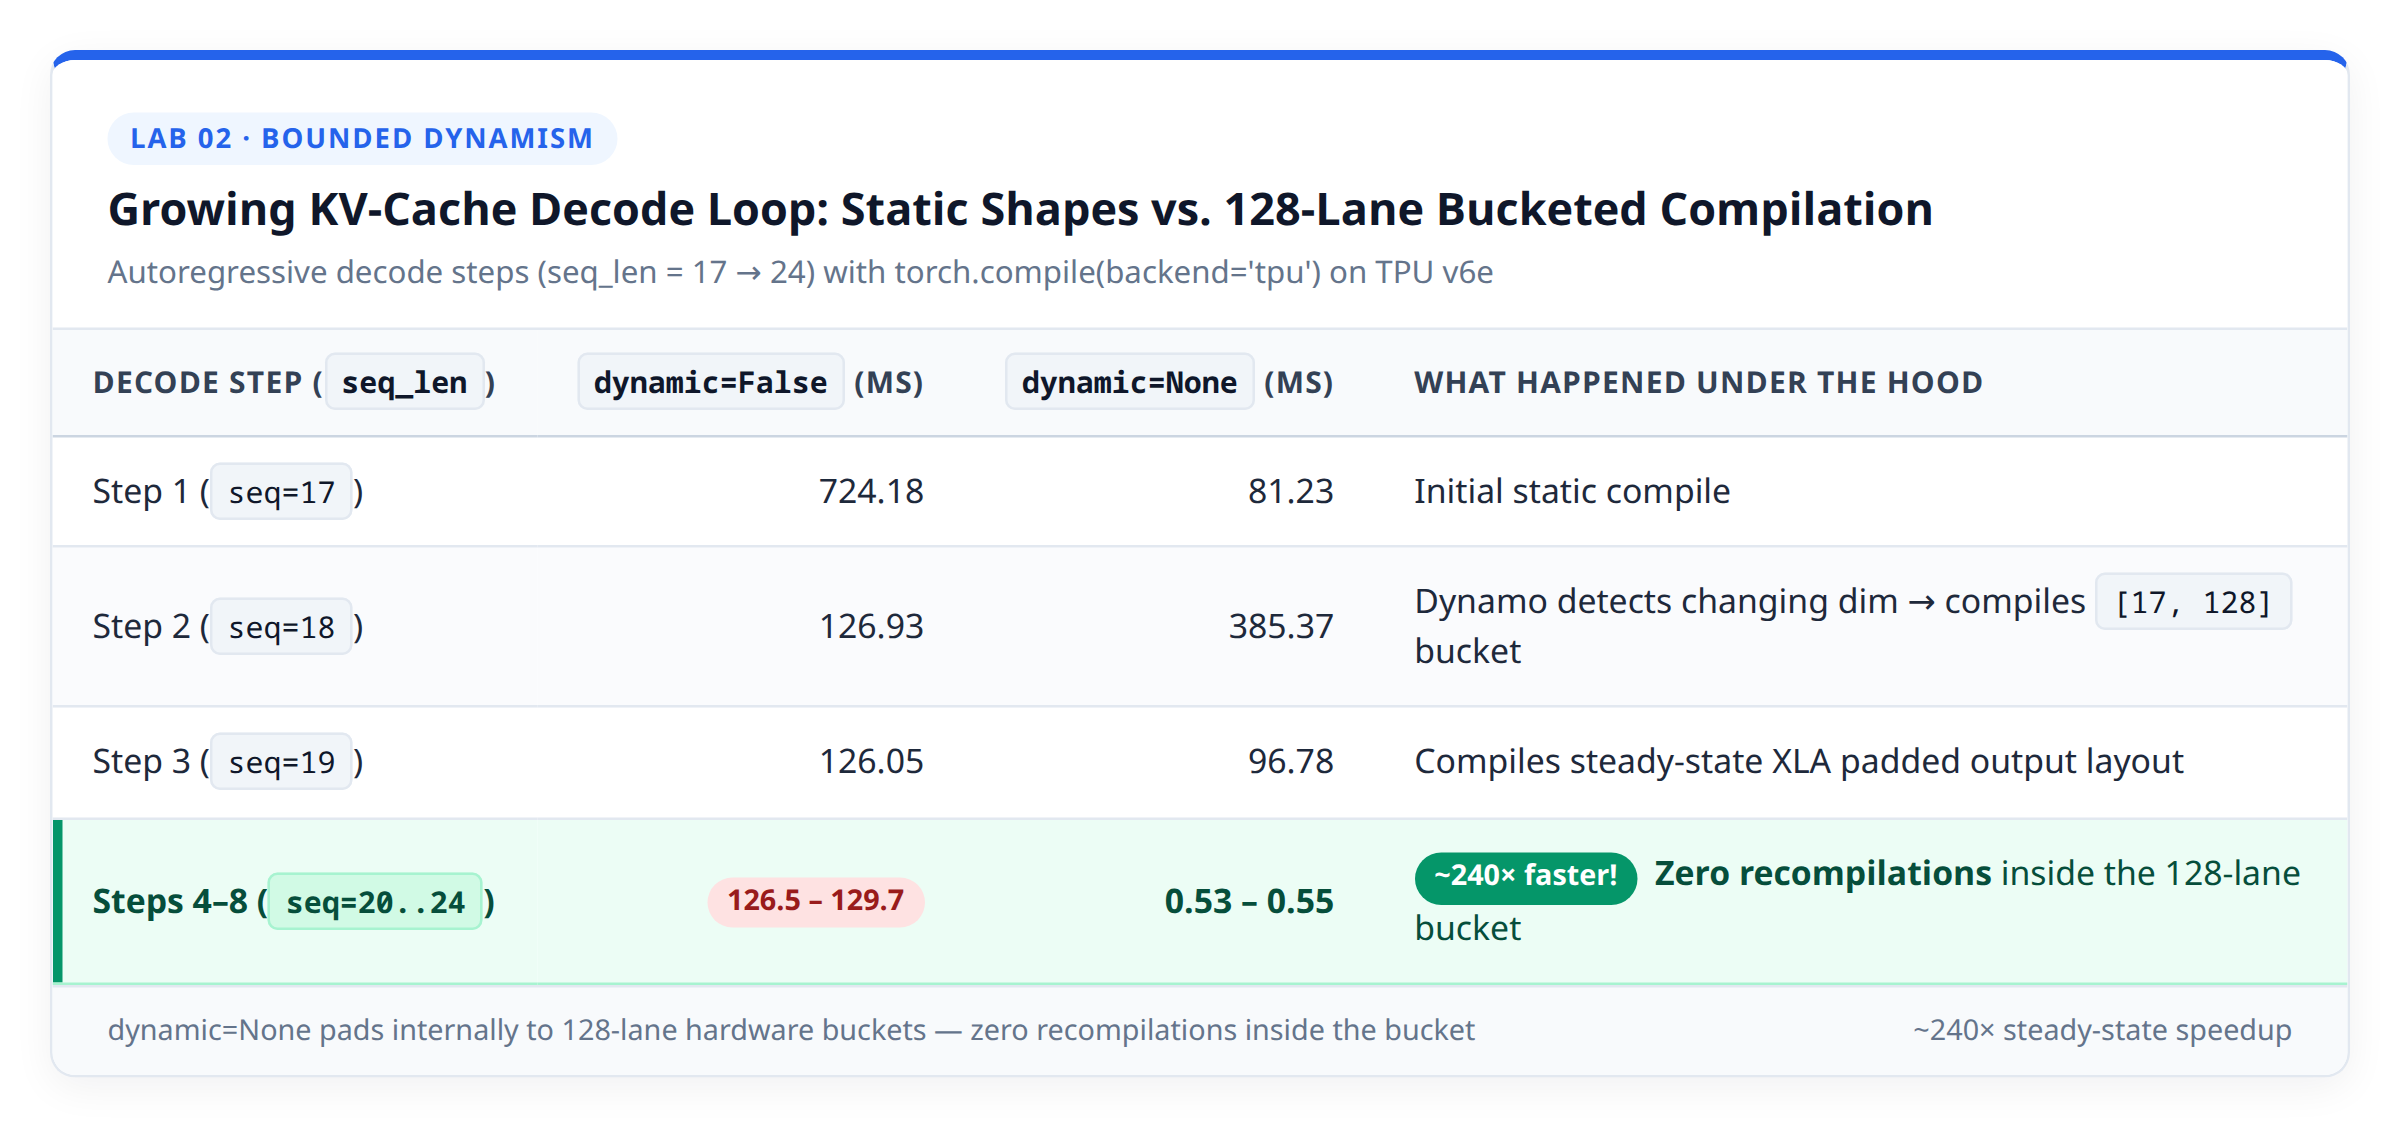 LAB 02 · BOUNDED DYNAMISM
Growing KV-Cache Decode Loop: Static Shapes vs. 128-Lane Bucketed Compilation
Autoregressive decode steps (seq_len = 17 → 24) with torch.compile(backend='tpu') on TPU v6e
DECODE STEP (seq_len) dynamic=False (MS) dynamic=None (MS) WHAT HAPPENED UNDER THE HOOD
Step 1 (seq=17) 724.18 81.23 Initial static compile
Step 2 (seq=18) 126.93 385.37 Dynamo detects changing dim → compiles [17, 128]
bucket
Step 3 (seq=19) 126.05 96.78 Compiles steady-state XLA padded output layout
Steps 4–8 (seq=20..24) 126.5 – 129.7 0.53 – 0.55 ~240× faster! Zero recompilations inside the 128-lane
bucket
dynamic=None pads internally to 128-lane hardware buckets — zero recompilations inside the bucket ~240× steady-state speedup